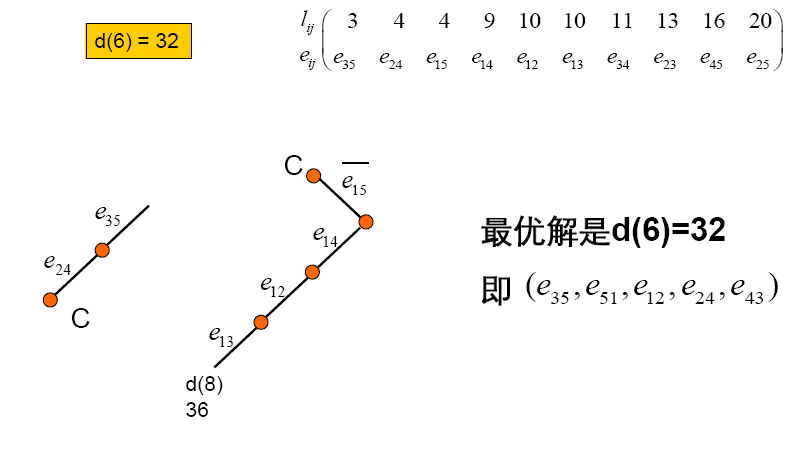 d(6) = 32
l_ij 3 4 4 9 10 10 11 13 16 20
e_ij e_35 e_24 e_15 e_14 e_12 e_13 e_34 e_23 e_45 e_25
C
e_15
e_35
e_14
e_24
e_12
C
e_13
d(8)
36
最优解是d(6)=32
即 (e_35, e_51, e_12, e_24, e_43)